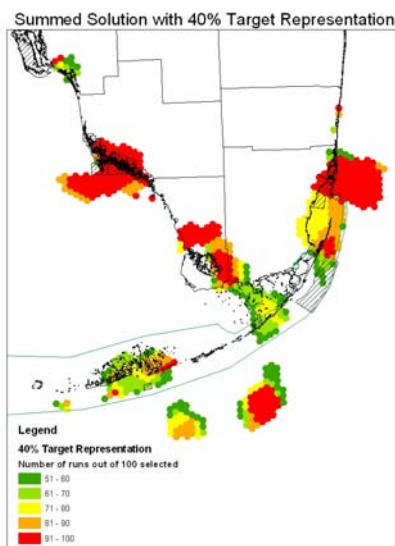 Summed Solution with 40% Target Representation
Legend
40% Target Representation
Number of runs out of 100 selected
51 - 60
61 - 70
71 - 80
81 - 90
91 - 100